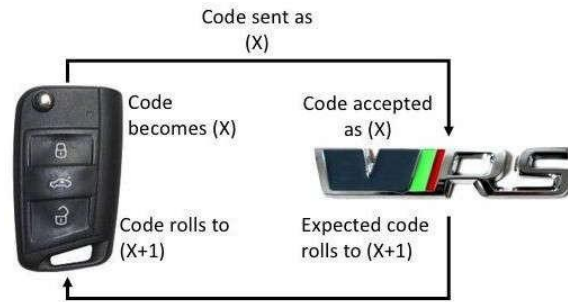 Code sent as
(X)
Code
becomes (X)
Code accepted
as (X)
VRS
Code rolls to
(X+1)
Expected code
rolls to (X+1)